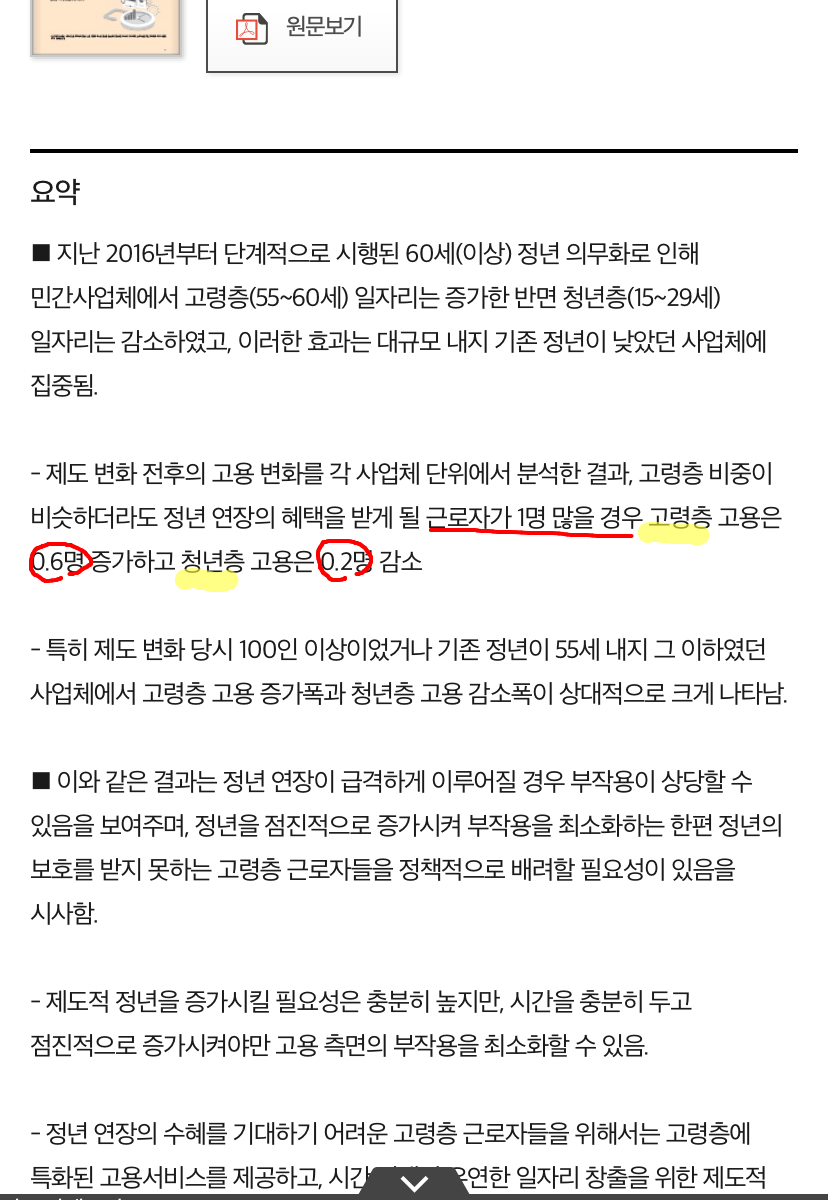 원문보기
요약
■ 지난 2016년부터 단계적으로 시행된 60세(이상) 정년 의무화로 인해
민간사업체에서 고령층(55~60세) 일자리는 증가한 반면 청년층(15~29세)
일자리는 감소하였고, 이러한 효과는 대규모 내지 기존 정년이 낮았던 사업체에
집중됨.
- 제도 변화 전후의 고용 변화를 각 사업체 단위에서 분석한 결과, 고령층 비중이
비슷하더라도 정년 연장의 혜택을 받게 될 근로자가 1명 많을 경우 고령층 고용은
0.6명 증가하고 청년층 고용은 0.2명 감소
- 특히 제도 변화 당시 100인 이상이었거나 기존 정년이 55세 내지 그 이하였던
사업체에서 고령층 고용 증가폭과 청년층 고용 감소폭이 상대적으로 크게 나타남.
■ 이와 같은 결과는 정년 연장이 급격하게 이루어질 경우 부작용이 상당할 수
있음을 보여주며, 정년을 점진적으로 증가시켜 부작용을 최소화하는 한편 정년의
보호를 받지 못하는 고령층 근로자들을 정책적으로 배려할 필요성이 있음을
시사함.
- 제도적 정년을 증가시킬 필요성은 충분히 높지만, 시간을 충분히 두고
점진적으로 증가시켜야만 고용 측면의 부작용을 최소화할 수 있음.
- 정년 연장의 수혜를 기대하기 어려운 고령층 근로자들을 위해서는 고령층에
특화된 고용서비스를 제공하고, 일자리 창출을 위한 제도적